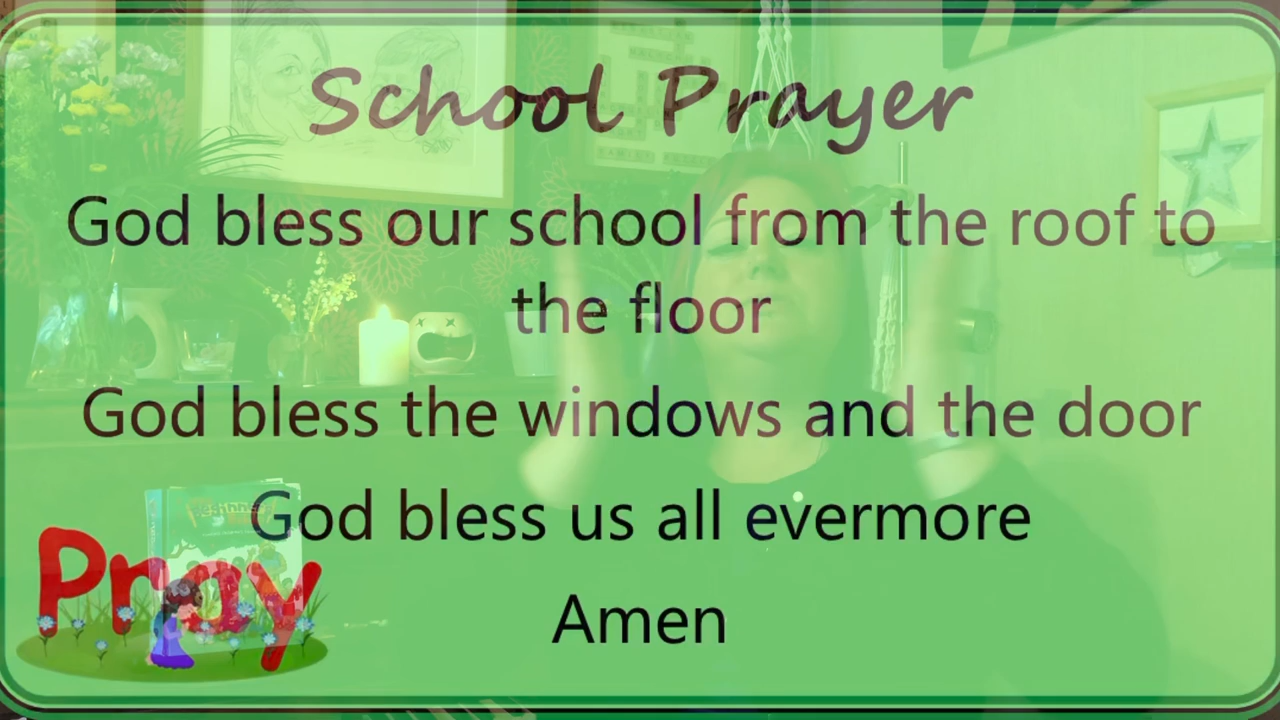 School Prayer
God bless our school from the roof to
the floor
God bless the windows and the door
God bless us all evermore
Amen
Pray